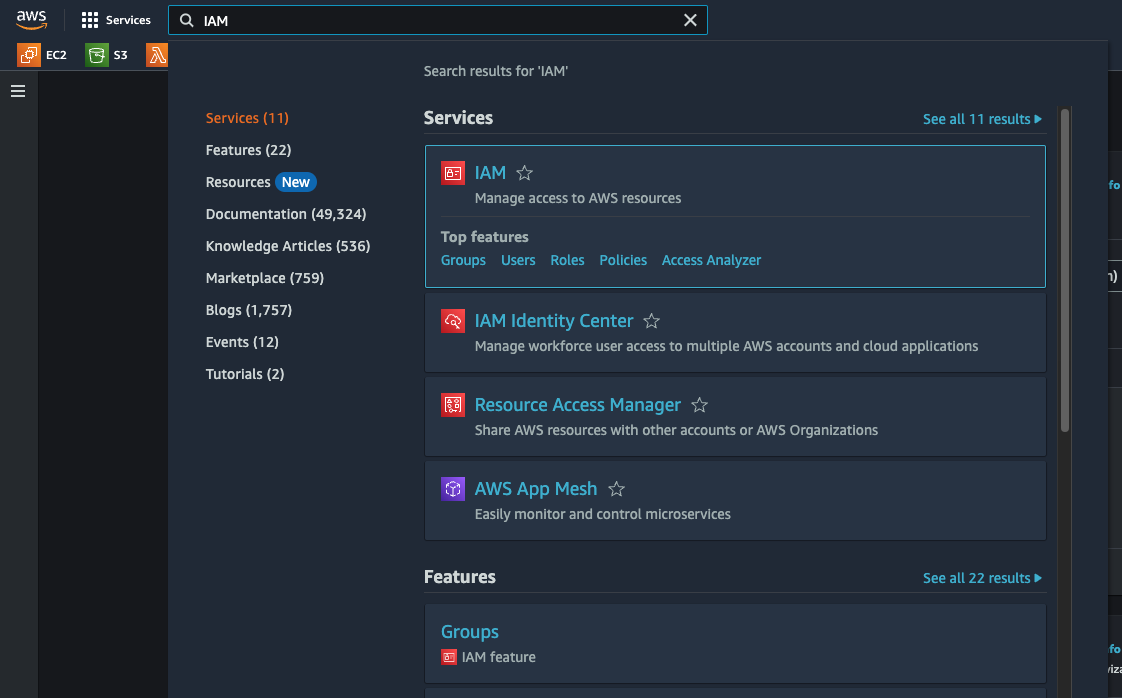 aws
Services
IAM
EC2
S3
Search results for 'IAM'
Services (11)
Features (22)
Resources New
Documentation (49,324)
Knowledge Articles (536)
Marketplace (759)
Blogs (1,757)
Events (12)
Tutorials (2)
Services
See all 11 results
IAM
Manage access to AWS resources
Top features
Groups Users Roles Policies Access Analyzer
IAM Identity Center
Manage workforce user access to multiple AWS accounts and cloud applications
Resource Access Manager
Share AWS resources with other accounts or AWS Organizations
AWS App Mesh
Easily monitor and control microservices
Features
See all 22 results
Groups
IAM feature